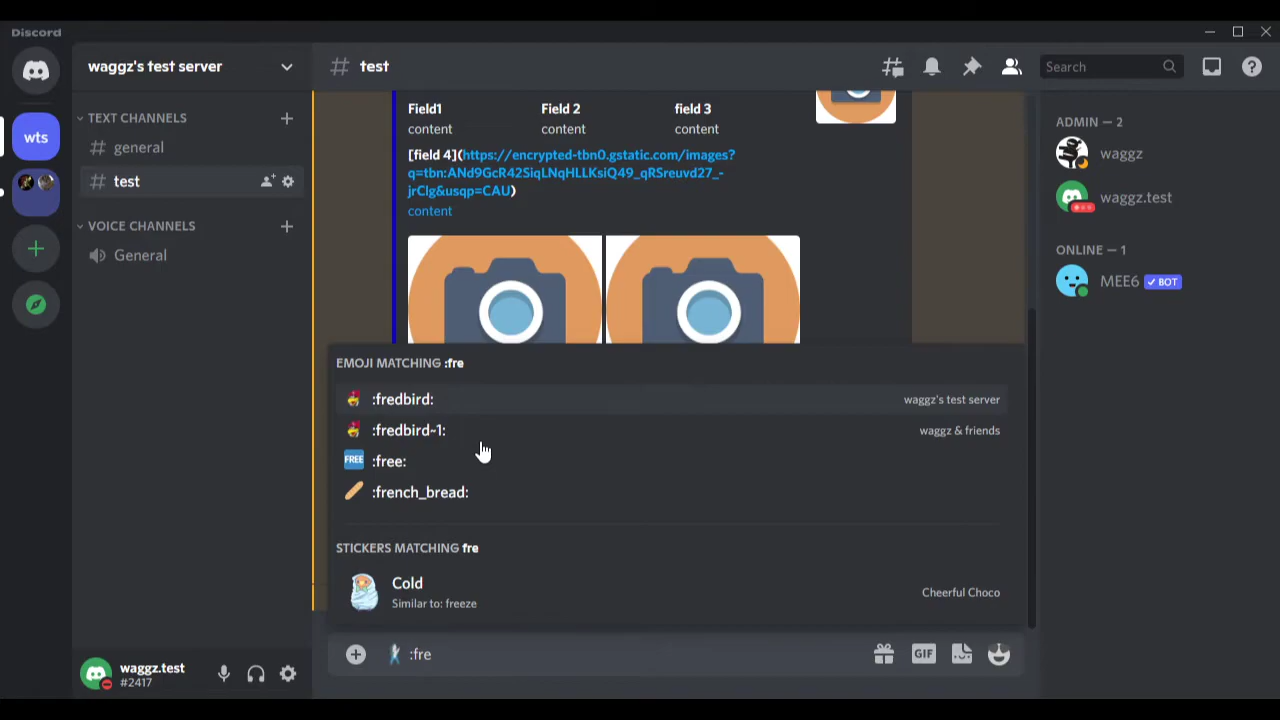 Discord
waggz's test server
# test
Search
TEXT CHANNELS
general
test
VOICE CHANNELS
General
wts
Field1 Field 2 field 3
content content content
[field 4](https://encrypted-tbn0.gstatic.com/images?
q=tbn:ANd9GcR42SiqLNqHLLKsiQ49_qRSreuvd27_-
jrCIg&usqp=CAU)
content
EMOJI MATCHING :fre
:fredbird: waggz's test server
:fredbird~1: waggz & friends
FREE :free:
:french_bread:
STICKERS MATCHING fre
Cold
Similar to: freeze
Cheerful Choco
:fre
GIF
ADMIN — 2
waggz
waggz.test
ONLINE — 1
MEE6 ✓ BOT
waggz.test
#2417